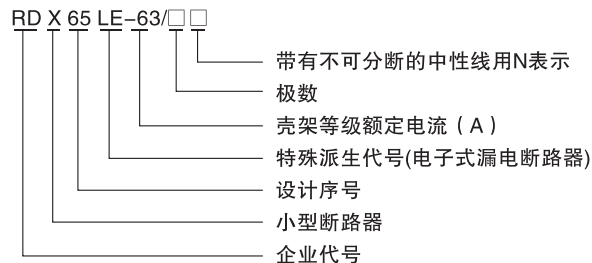 RD X 65 LE-63/□ □
带有不可分断的中性线用N表示
极数
壳架等级额定电流（A）
特殊派生代号(电子式漏电断路器)
设计序号
小型断路器
企业代号